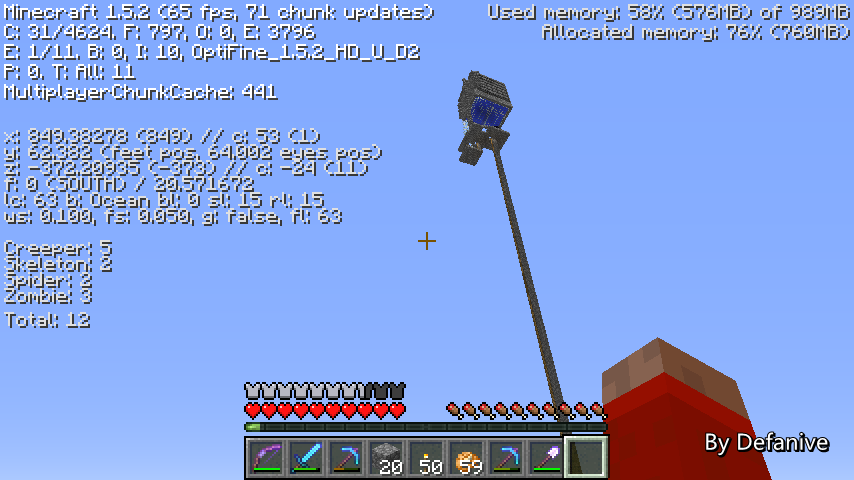 Minecraft 1.5.2 (65 fps, 71 chunk updates)
Used memory: 58% (576MB) of 989MB
C: 31/4624. F: 797, O: 0, E: 3796
Allocated memory: 76% (760MB)
E: 1/11. B: 0, I: 10, OptiFine_1.5.2_HD_U_D2
P: 0. T: All: 11
MultiplayerChunkCache: 441
x: 849.38278 (849) // c: 53 (1)
y: 62.382 (feet pos, 64.002 eyes pos)
z: -372.20935 (-373) // c: -24 (11)
f: 0 (SOUTH) / 20.571672
lc: 63 b: Ocean bl: 0 sl: 15 rl: 15
ws: 0.100, fs: 0.050, g: false, fl: 63
Creeper: 5
Skeleton: 2
Spider: 2
Zombie: 3
Total: 12
20 50 59
By Defanive